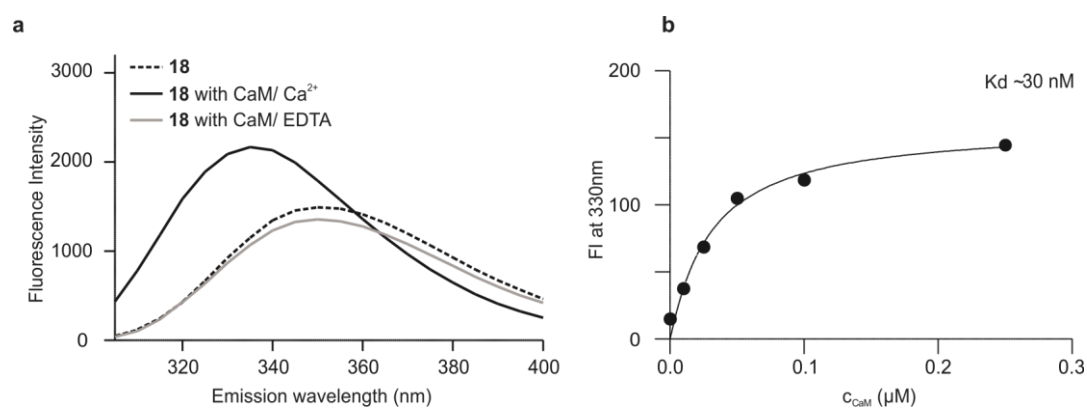 a
18
18 with CaM/ Ca²⁺
18 with CaM/ EDTA
3000
2000
1000
0
Fluorescence Intensity
320
340
360
380
400
Emission wavelength (nm)
b
Kd ~30 nM
200
100
0
FI at 330nm
0.0
0.1
0.2
0.3
c_CaM (µM)